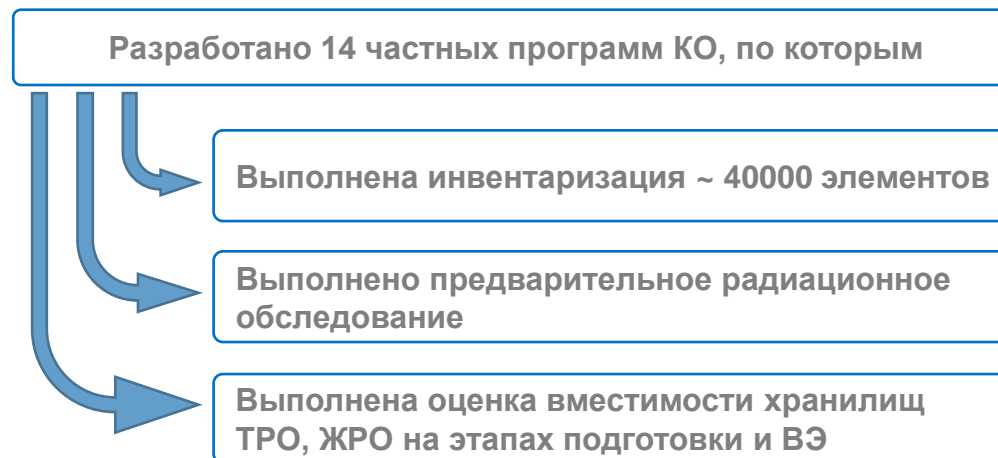 Разработано 14 частных программ КО, по которым
Выполнена инвентаризация ~ 40000 элементов
Выполнено предварительное радиационное
обследование
Выполнена оценка вместимости хранилищ
ТРО, ЖРО на этапах подготовки и ВЭ